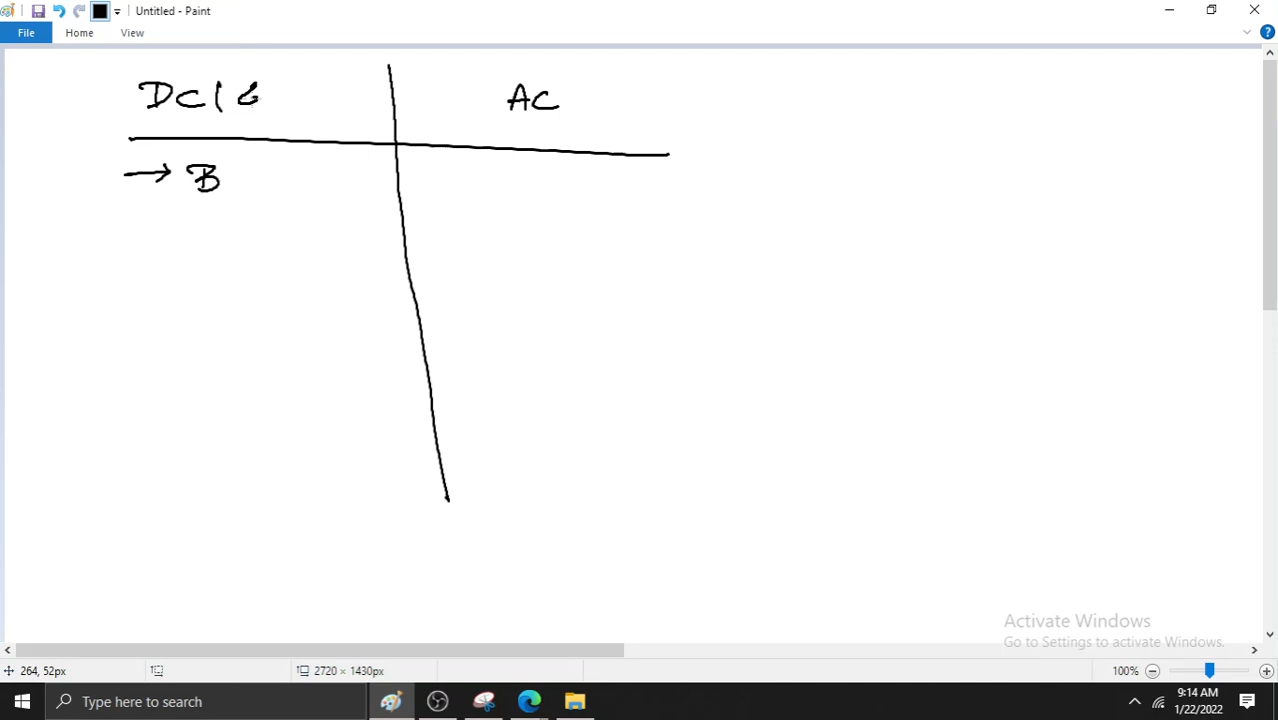 Untitled - Paint
File Home View
DC | AC
→ B
Activate Windows
Go to Settings to activate Windows.
264, 52px 2720 × 1430px 100%
Type here to search
9:14 AM
1/22/2022